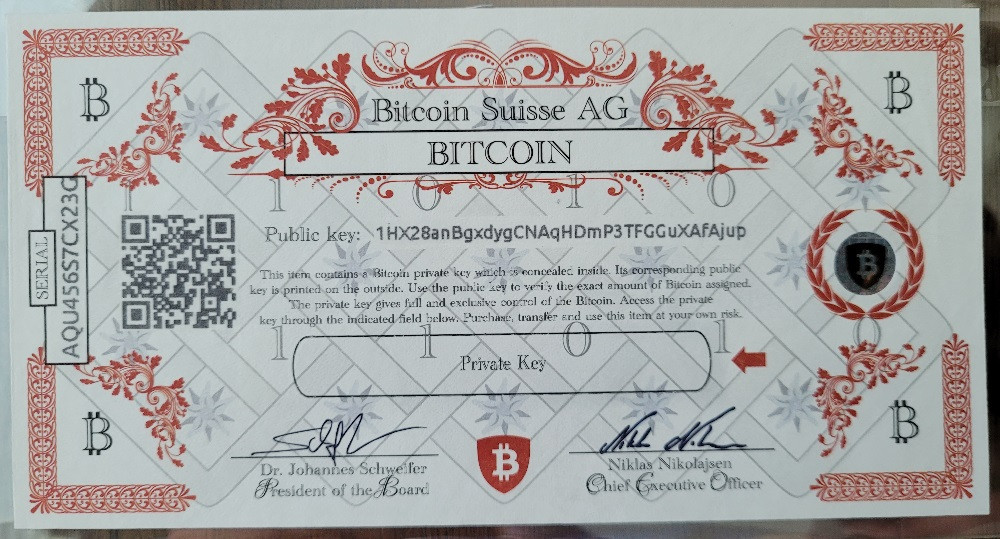 Bitcoin Suisse AG
BITCOIN
1 0 1 0
Public key: 1HX28anBgxdygCNAqHDmP3TFGGuXAfAjup
SERIAL
AQU456S7CX23G
This item contains a Bitcoin private key which is concealed inside. Its corresponding public
key is printed on the outside. Use the public key to verify the exact amount of Bitcoin assigned.
The private key gives full and exclusive control of the Bitcoin. Access the private
key through the indicated field below. Purchase, transfer and use this item at your own risk.
1 1 0 0
Private Key
Dr. Johannes Schweifer
President of the Board
Niklas Nikolajsen
Chief Executive Officer